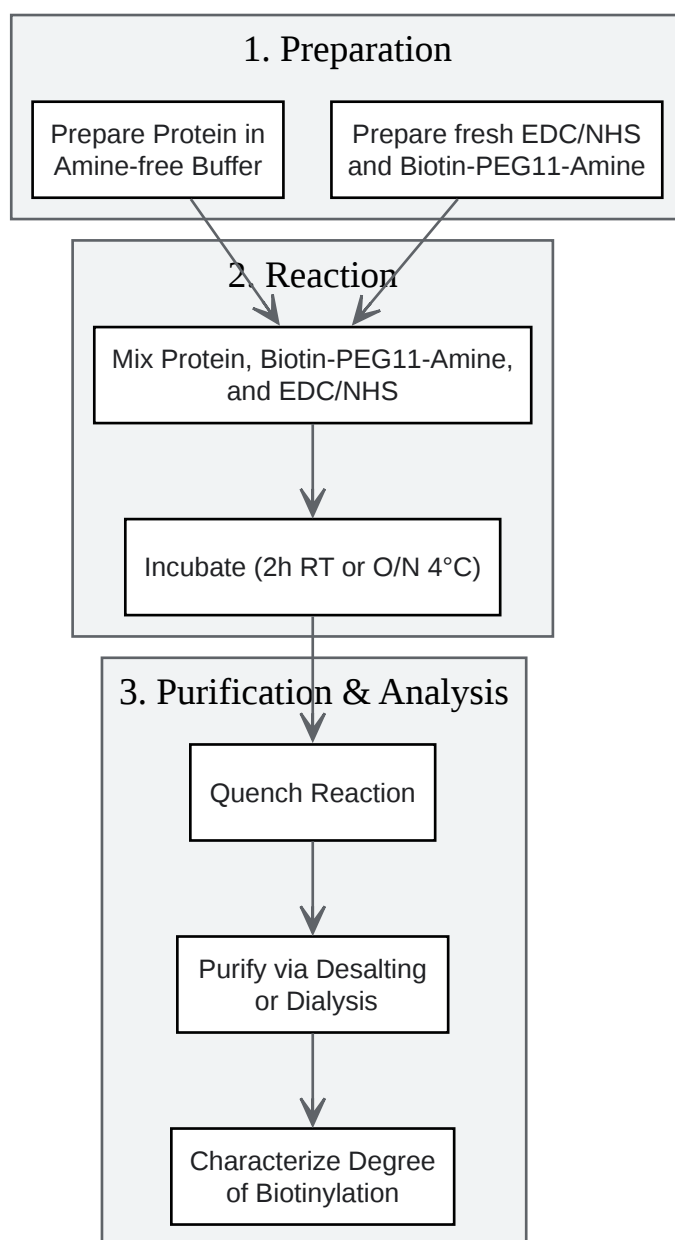 1. Preparation
Prepare Protein in
Amine-free Buffer
Prepare fresh EDC/NHS
and Biotin-PEG11-Amine
2. Reaction
Mix Protein, Biotin-PEG11-Amine,
and EDC/NHS
Incubate (2h RT or O/N 4°C)
3. Purification & Analysis
Quench Reaction
Purify via Desalting
or Dialysis
Characterize Degree
of Biotinylation